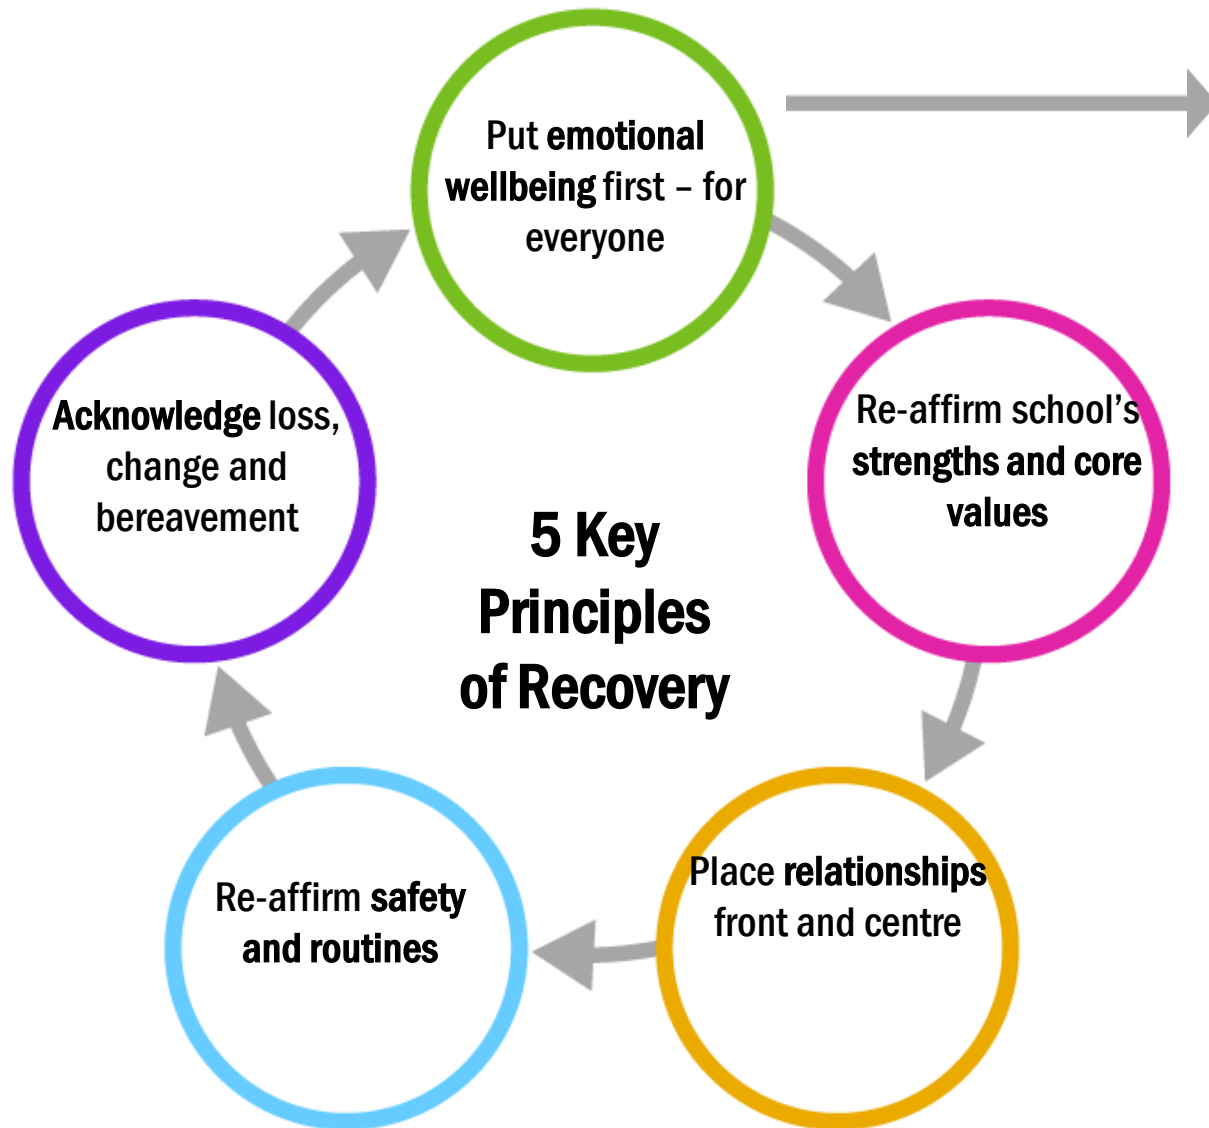 Put emotional
wellbeing first – for
everyone
Re-affirm school’s
strengths and core
values
Place relationships
front and centre
Re-affirm safety
and routines
Acknowledge loss,
change and
bereavement
5 Key
Principles
of Recovery